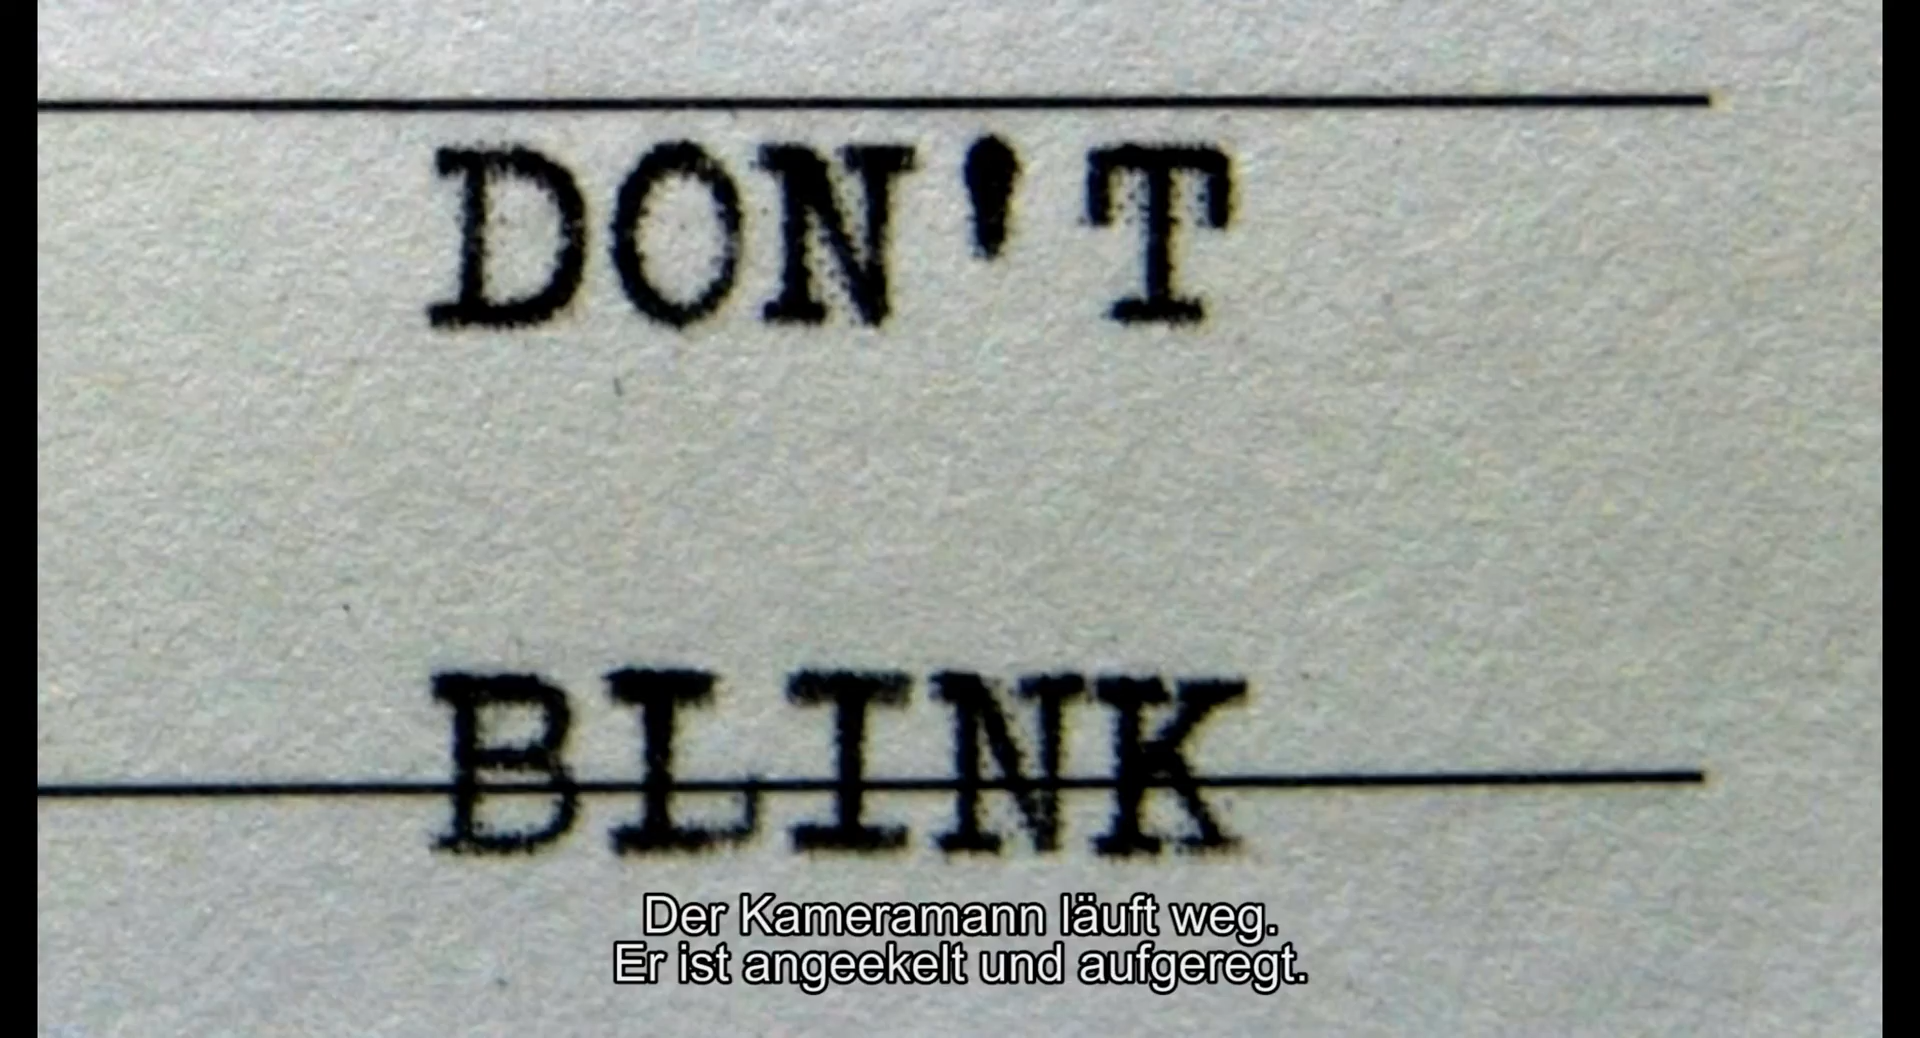 DON'T
BLINK
Der Kameramann läuft weg.
Er ist angeekelt und aufgeregt.